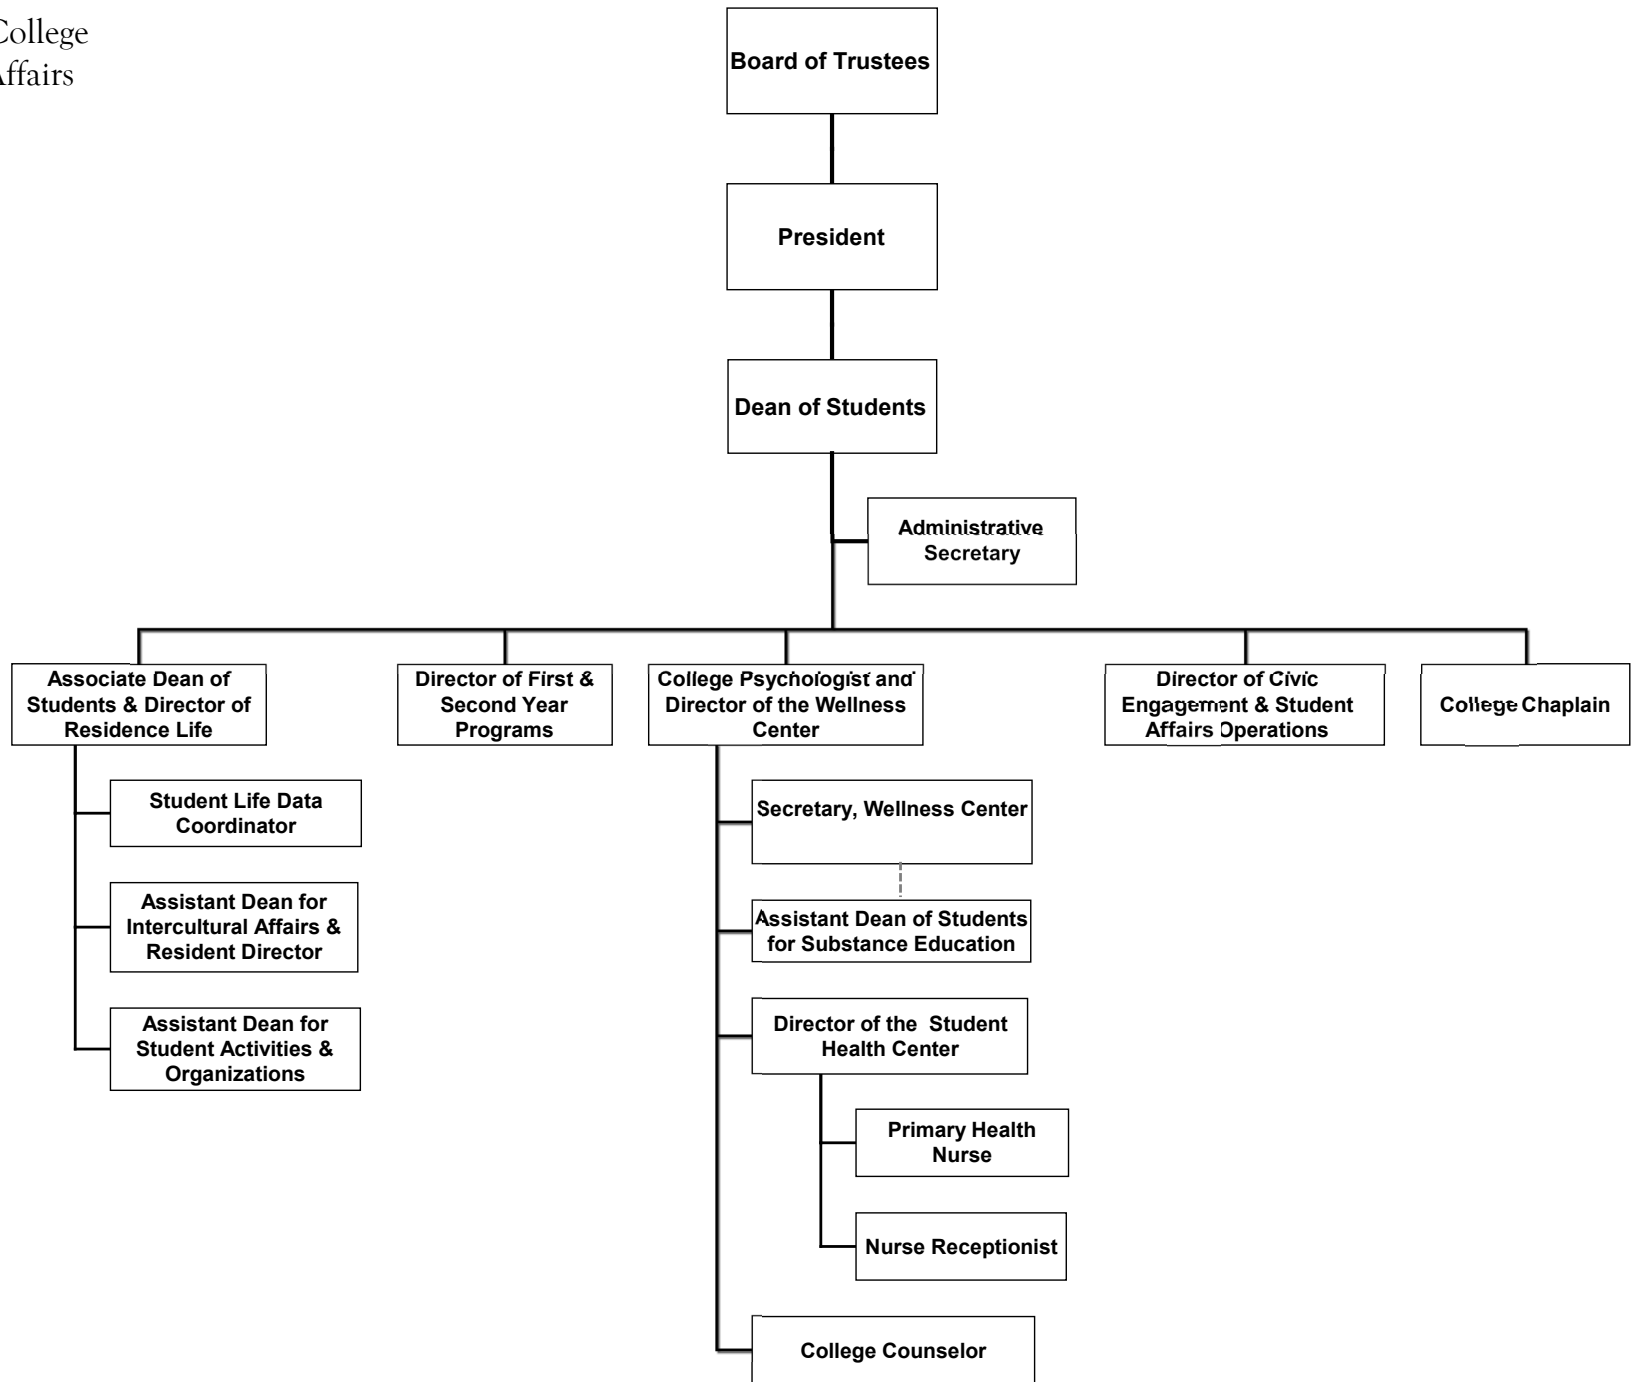 College
Affairs
Board of Trustees
President
Dean of Students
Administrative
Secretary
Associate Dean of
Students & Director of
Residence Life
Director of First &
Second Year
Programs
College Psychologist and
Director of the Wellness
Center
Director of Civic
Engagement & Student
Affairs Operations
College Chaplain
Student Life Data
Coordinator
Assistant Dean for
Intercultural Affairs &
Resident Director
Assistant Dean for
Student Activities &
Organizations
Secretary, Wellness Center
Assistant Dean of Students
for Substance Education
Director of the  Student
Health Center
Primary Health
Nurse
Nurse Receptionist
College Counselor